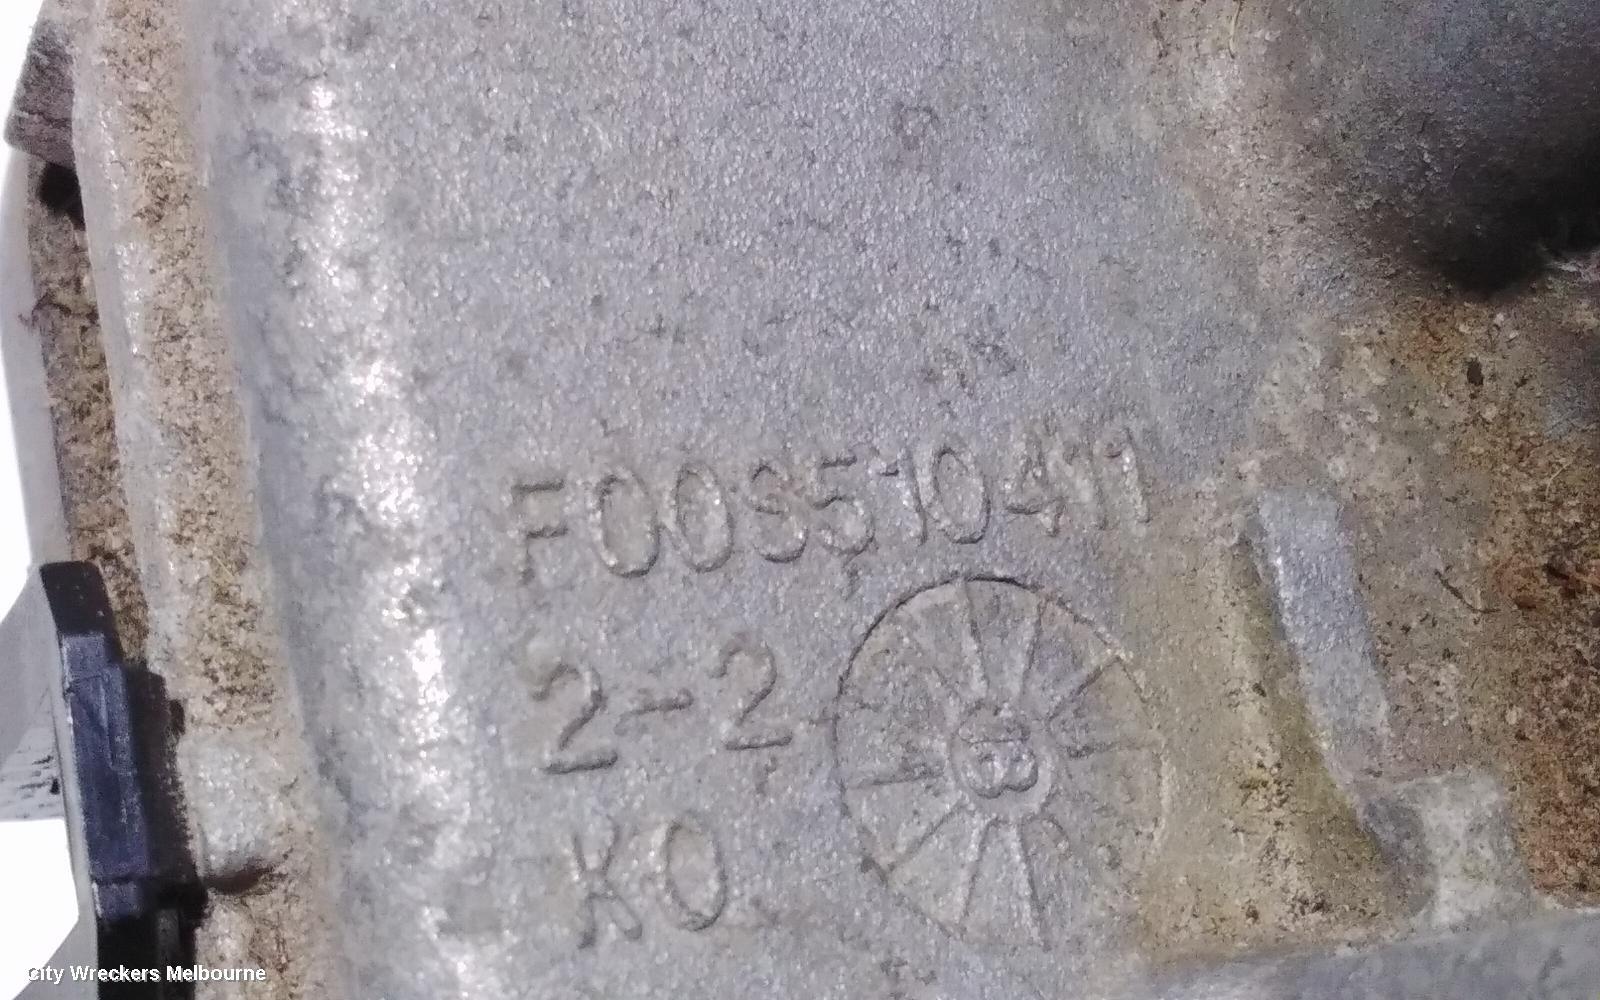 F00S510411
2-2
K0
City Wreckers Melbourne